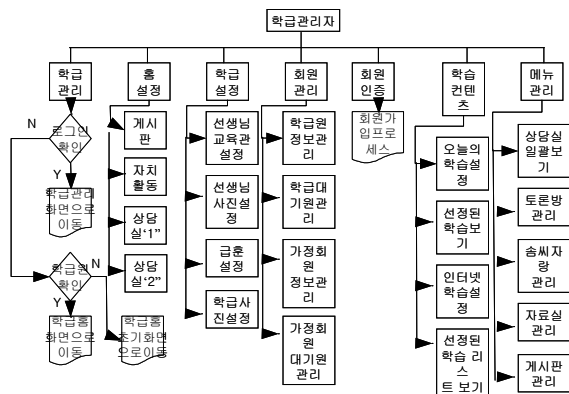 학급관리자
학급
관리
홈
설정
학급
설정
회원
관리
회원
인증
학습
컨텐
츠
메뉴
관리
N
로그인
확인
Y
학급관리
화면으로
이동
학급원
확인
N
Y
학급홈
화면으로
이동
학급홈
초기화면
으로이동
게시
판
자치
활동
상담
실‘1”
상담
실‘2”
선생님
교육관
설정
선생님
사진설
정
급훈
설정
학급사
진설정
학급원
정보관
리
학급대
기원관
리
가정회
원
정보관
리
가정회
원
대기원
관리
회원가
입프로
세스
오늘의
학습설
정
선정된
학습보
기
인터넷
학습설
정
선정된
학습 리스
트 보기
상담실
일괄보
기
토론방
관리
솜씨자
랑
관리
자료실
관리
게시판
관리